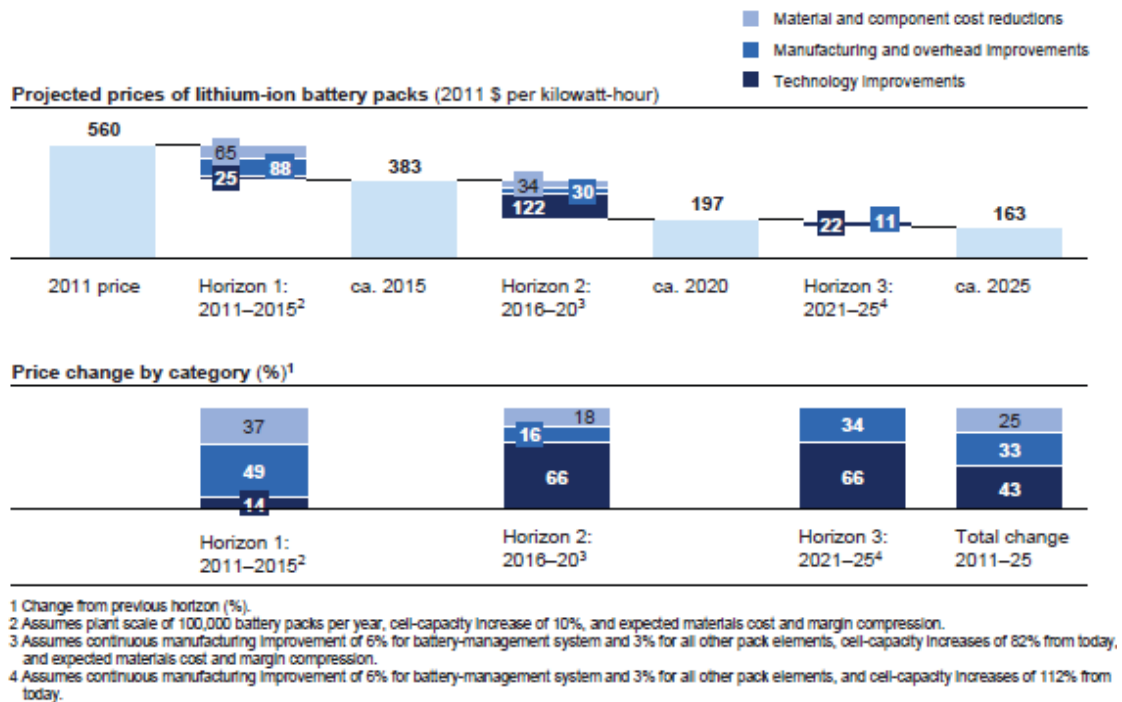 Material and component cost reductions
Manufacturing and overhead improvements
Technology improvements
Projected prices of lithium-ion battery packs (2011 $ per kilowatt-hour)
560
65
88
25
383
34
30
122
197
22
11
163
2011 price
Horizon 1:
2011–2015²
ca. 2015
Horizon 2:
2016–20³
ca. 2020
Horizon 3:
2021–25⁴
ca. 2025
Price change by category (%)¹
37
49
14
18
16
66
34
66
25
33
43
Horizon 1:
2011–2015²
Horizon 2:
2016–20³
Horizon 3:
2021–25⁴
Total change
2011–25
1 Change from previous horizon (%).
2 Assumes plant scale of 100,000 battery packs per year, cell-capacity increase of 10%, and expected materials cost and margin compression.
3 Assumes continuous manufacturing improvement of 6% for battery-management system and 3% for all other pack elements, cell-capacity increases of 82% from today,
and expected materials cost and margin compression.
4 Assumes continuous manufacturing improvement of 6% for battery-management system and 3% for all other pack elements, and cell-capacity increases of 112% from
today.